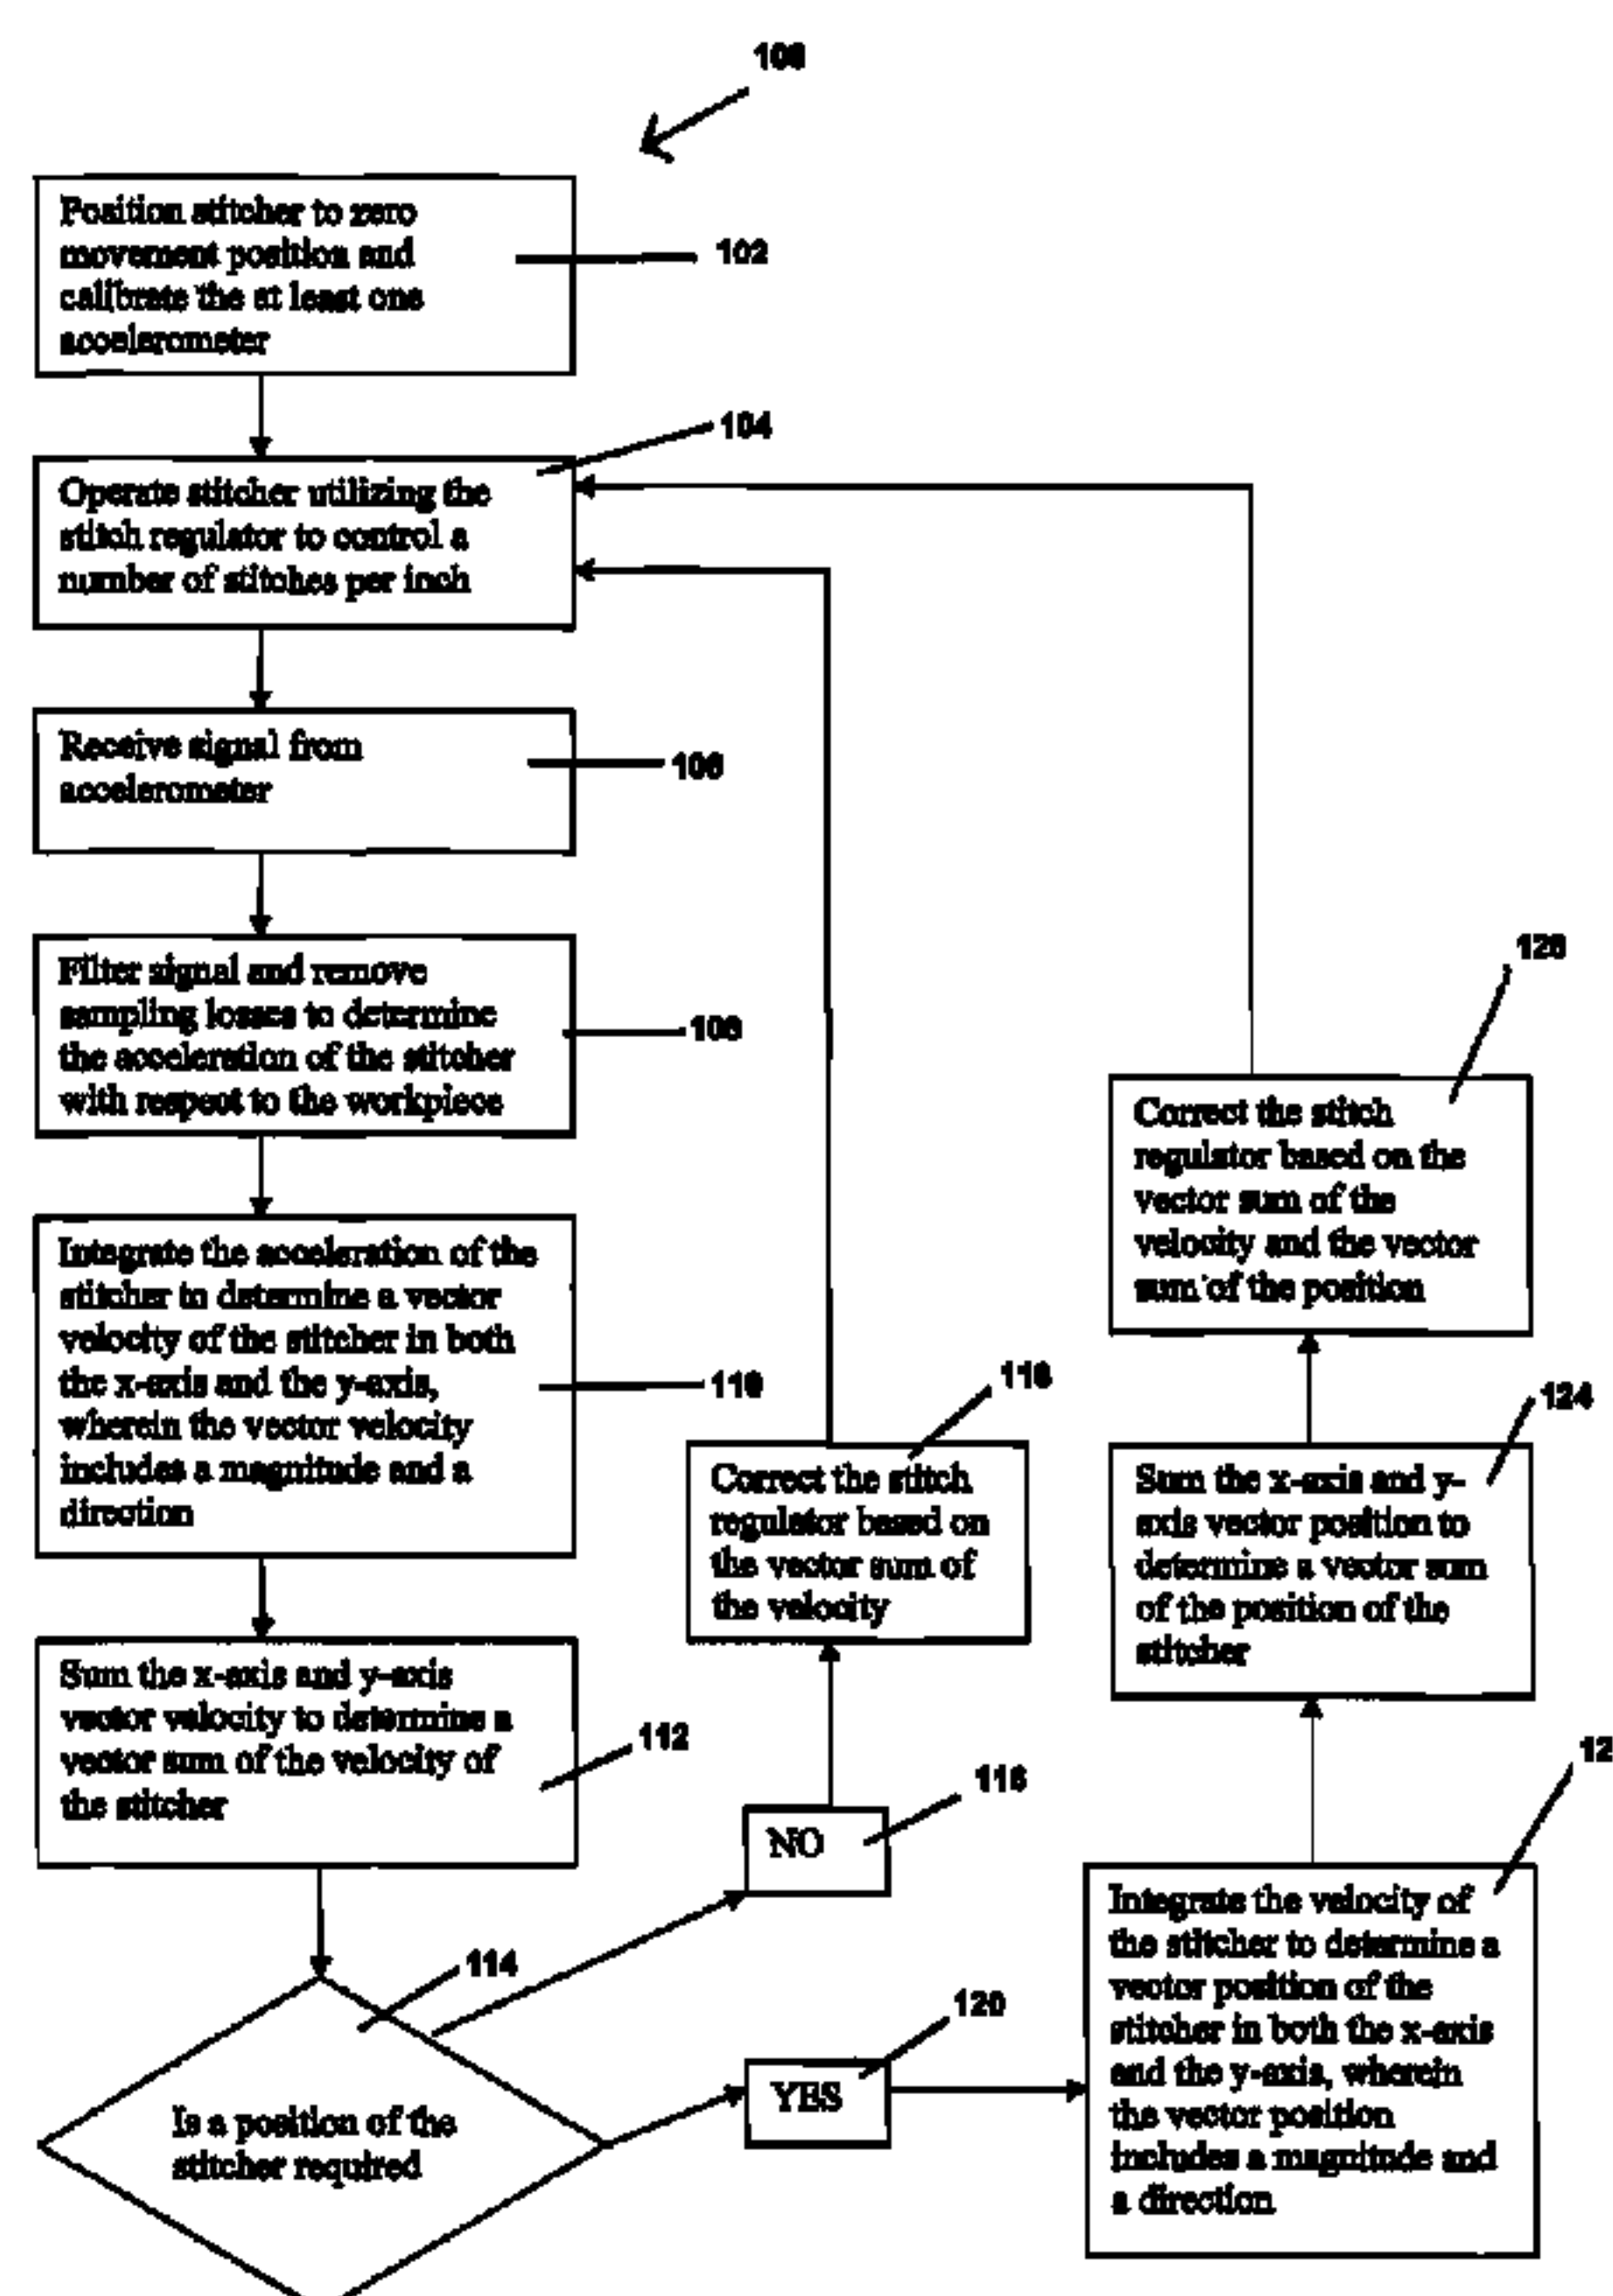 100
Position stitcher to zero
movement position and
calibrate the at least one
accelerometer
102
104
Operate stitcher utilizing the
stitch regulator to control a
number of stitches per inch
Receive signal from
accelerometer
106
Filter signal and remove
sampling losses to determine
the acceleration of the stitcher
with respect to the workpiece
108
Integrate the acceleration of the
stitcher to determine a vector
velocity of the stitcher in both
the x-axis and the y-axis,
wherein the vector velocity
includes a magnitude and a
direction
110
Sum the x-axis and y-axis
vector velocity to determine a
vector sum of the velocity of
the stitcher
112
114
Is a position of the
stitcher required
NO
116
Correct the stitch
regulator based on
the vector sum of
the velocity
118
YES
120
Integrate the velocity of
the stitcher to determine a
vector position of the
stitcher in both the x-axis
and the y-axis, wherein
the vector position
includes a magnitude and
a direction
12
Sum the x-axis and y-
axis vector position to
determine a vector sum
of the position of the
stitcher
124
Correct the stitch
regulator based on the
vector sum of the
velocity and the vector
sum of the position
126